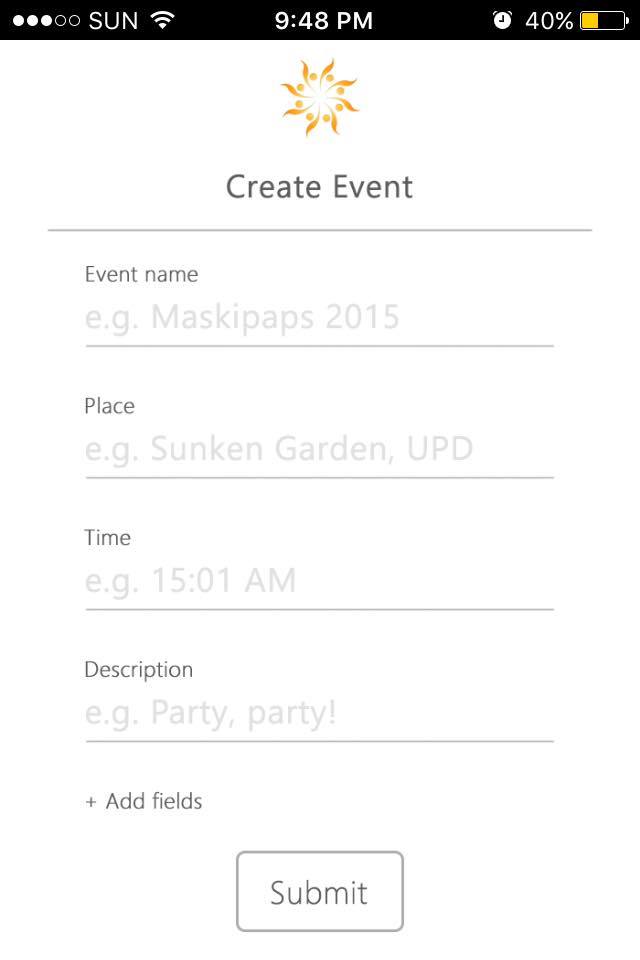 SUN 9:48 PM 40%
Create Event
Event name
e.g. Maskipaps 2015
Place
e.g. Sunken Garden, UPD
Time
e.g. 15:01 AM
Description
e.g. Party, party!
+ Add fields
Submit